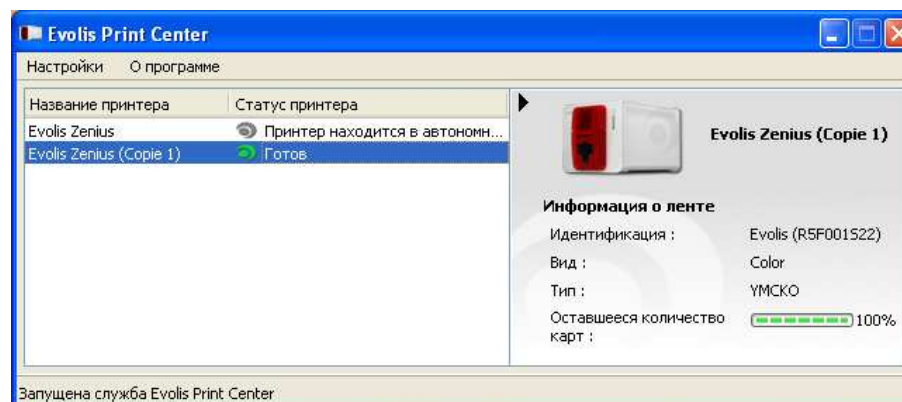 Evolis Print Center
Настройки О программе
Название принтера Статус принтера
Evolis Zenius Принтер находится в автономн...
Evolis Zenius (Copie 1) Готов
Evolis Zenius (Copie 1)
Информация о ленте
Идентификация : Evolis (R5F001S22)
Вид : Color
Тип : YMCKO
Оставшееся количество
карт : 100%
Запущена служба Evolis Print Center